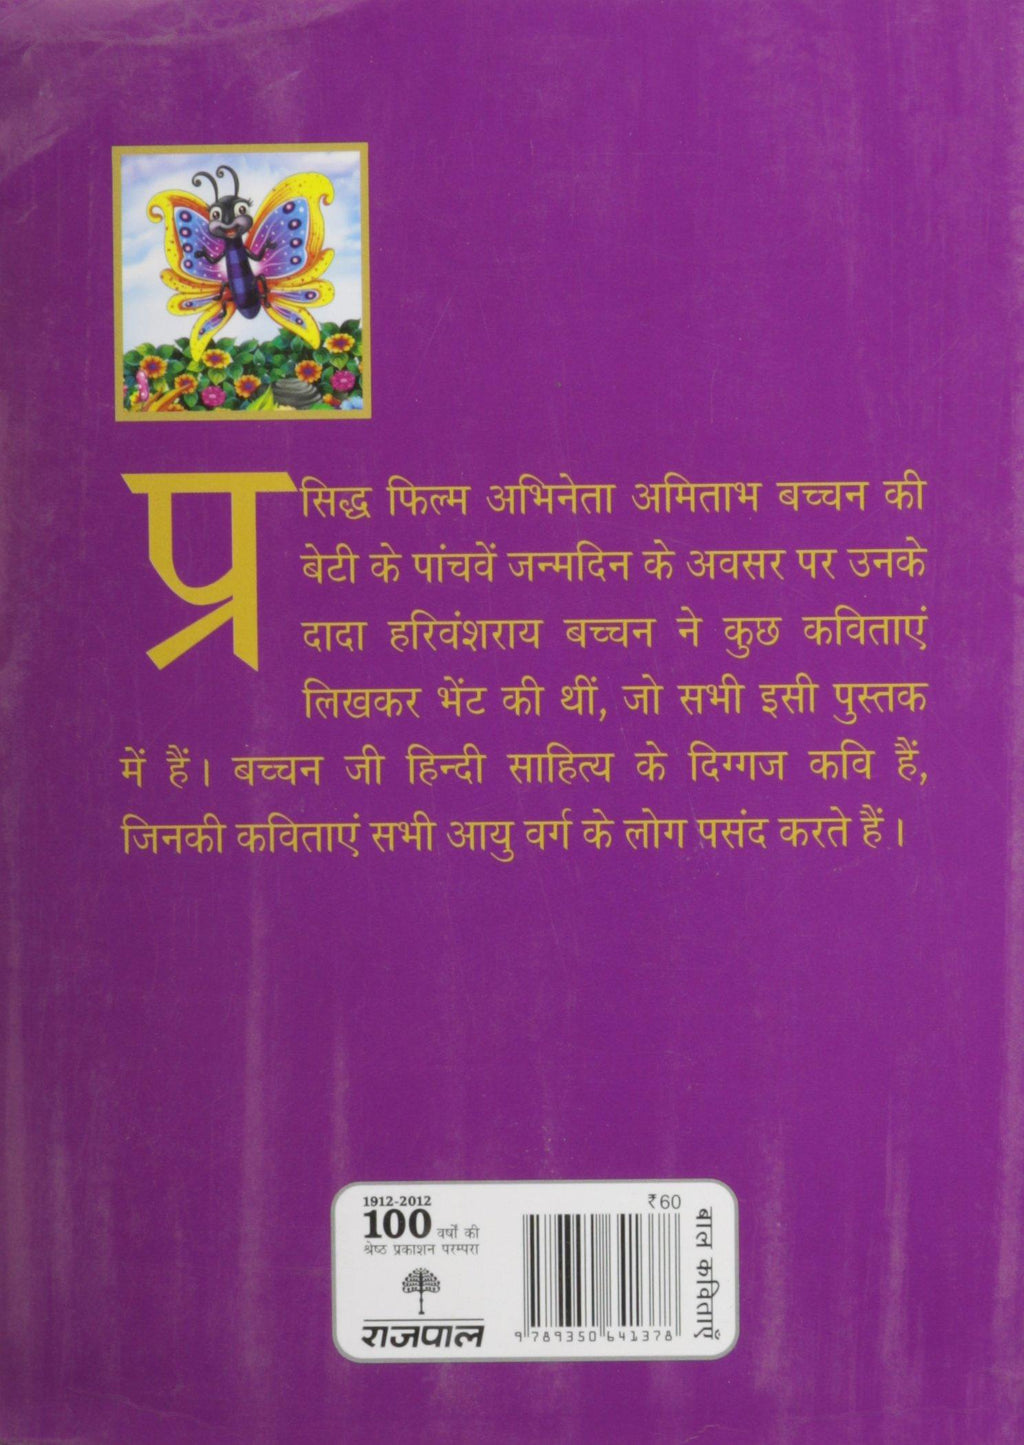 प्रसिद्ध फिल्म अभिनेता अमिताभ बच्चन की
बेटी के पांचवें जन्मदिन के अवसर पर उनके
दादा हरिवंशराय बच्चन ने कुछ कविताएं
लिखकर भेंट की थीं, जो सभी इसी पुस्तक
में हैं। बच्चन जी हिन्दी साहित्य के दिग्गज कवि हैं,
जिनकी कविताएं सभी आयु वर्ग के लोग पसंद करते हैं।
1912-2012
100 वर्षों की
श्रेष्ठ प्रकाशन परम्परा
राजपाल
₹60
9 789350 641378
बाल कविताएँ